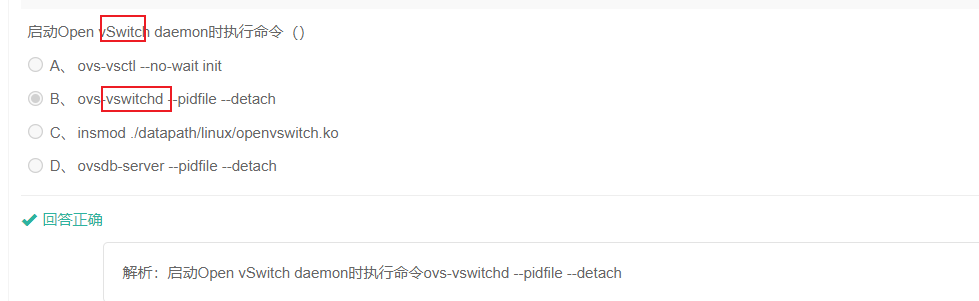 启动Open vSwitch daemon时执行命令（）
A、 ovs-vsctl --no-wait init
B、 ovs-vswitchd --pidfile --detach
C、 insmod ./datapath/linux/openvswitch.ko
D、 ovsdb-server --pidfile --detach
回答正确
解析：启动Open vSwitch daemon时执行命令ovs-vswitchd --pidfile --detach